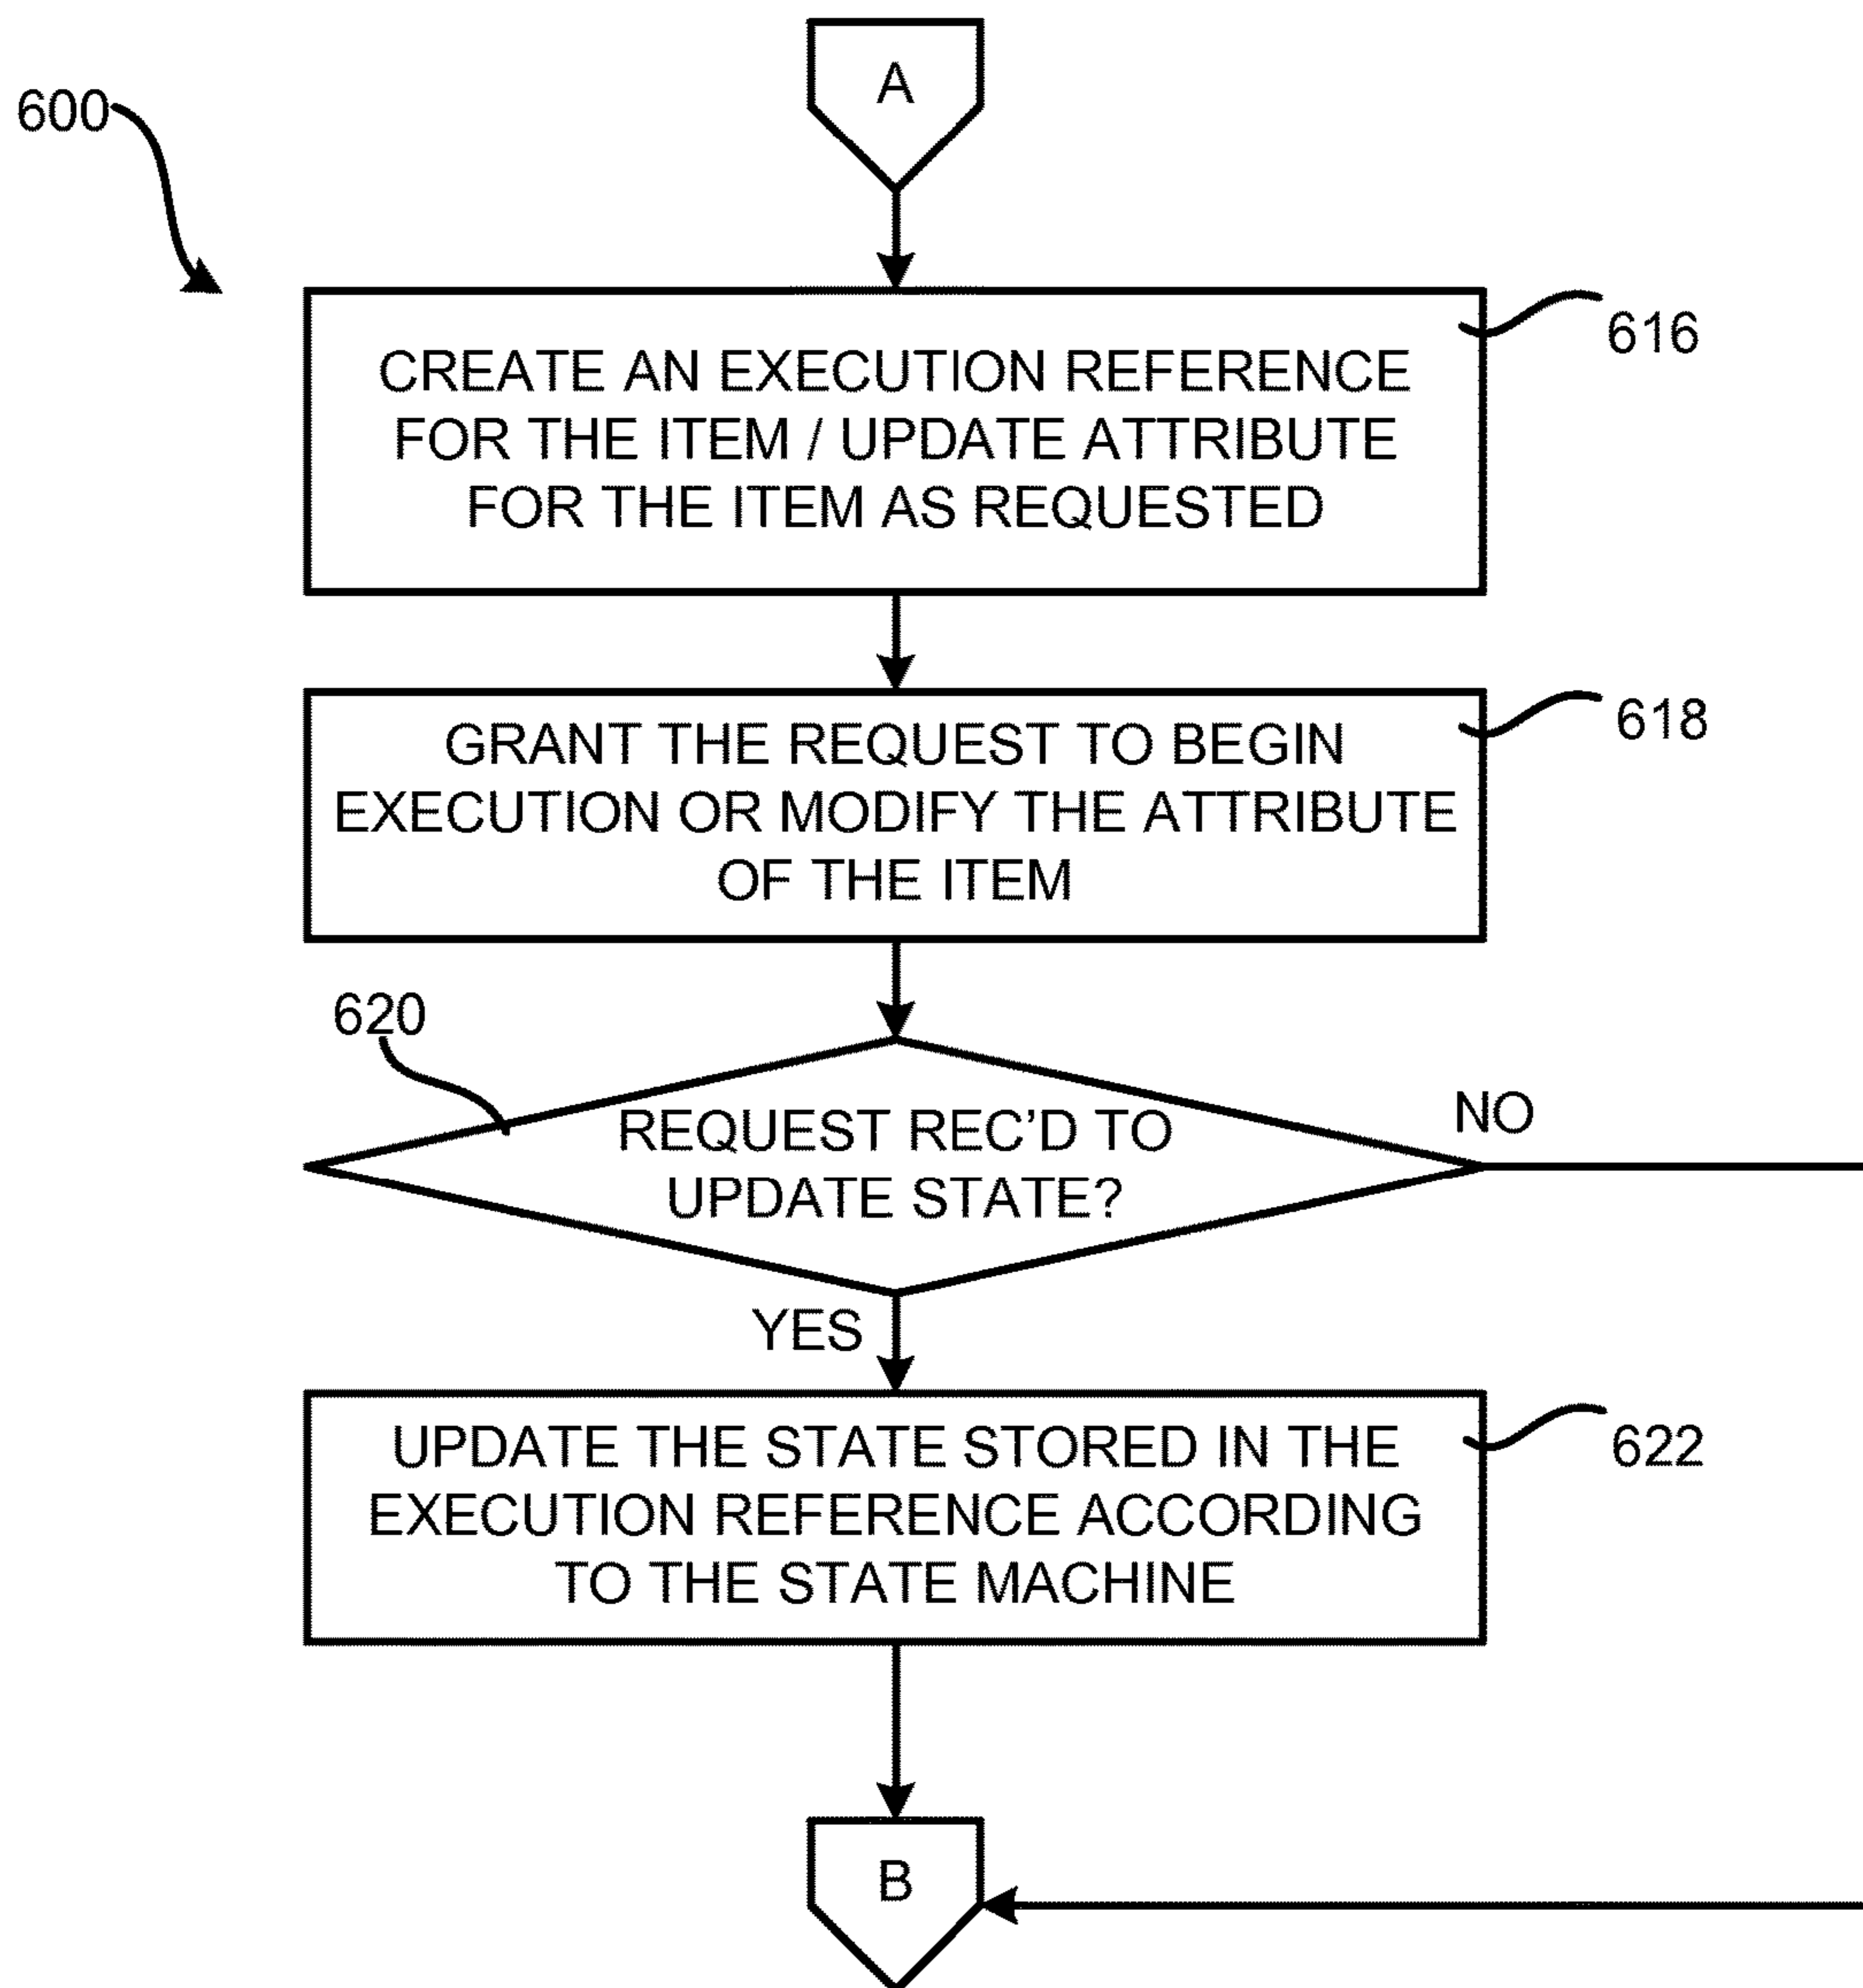 A
600
616
CREATE AN EXECUTION REFERENCE
FOR THE ITEM / UPDATE ATTRIBUTE
FOR THE ITEM AS REQUESTED
618
GRANT THE REQUEST TO BEGIN
EXECUTION OR MODIFY THE ATTRIBUTE
OF THE ITEM
620
REQUEST REC’D TO
UPDATE STATE?
NO
YES
622
UPDATE THE STATE STORED IN THE
EXECUTION REFERENCE ACCORDING
TO THE STATE MACHINE
B